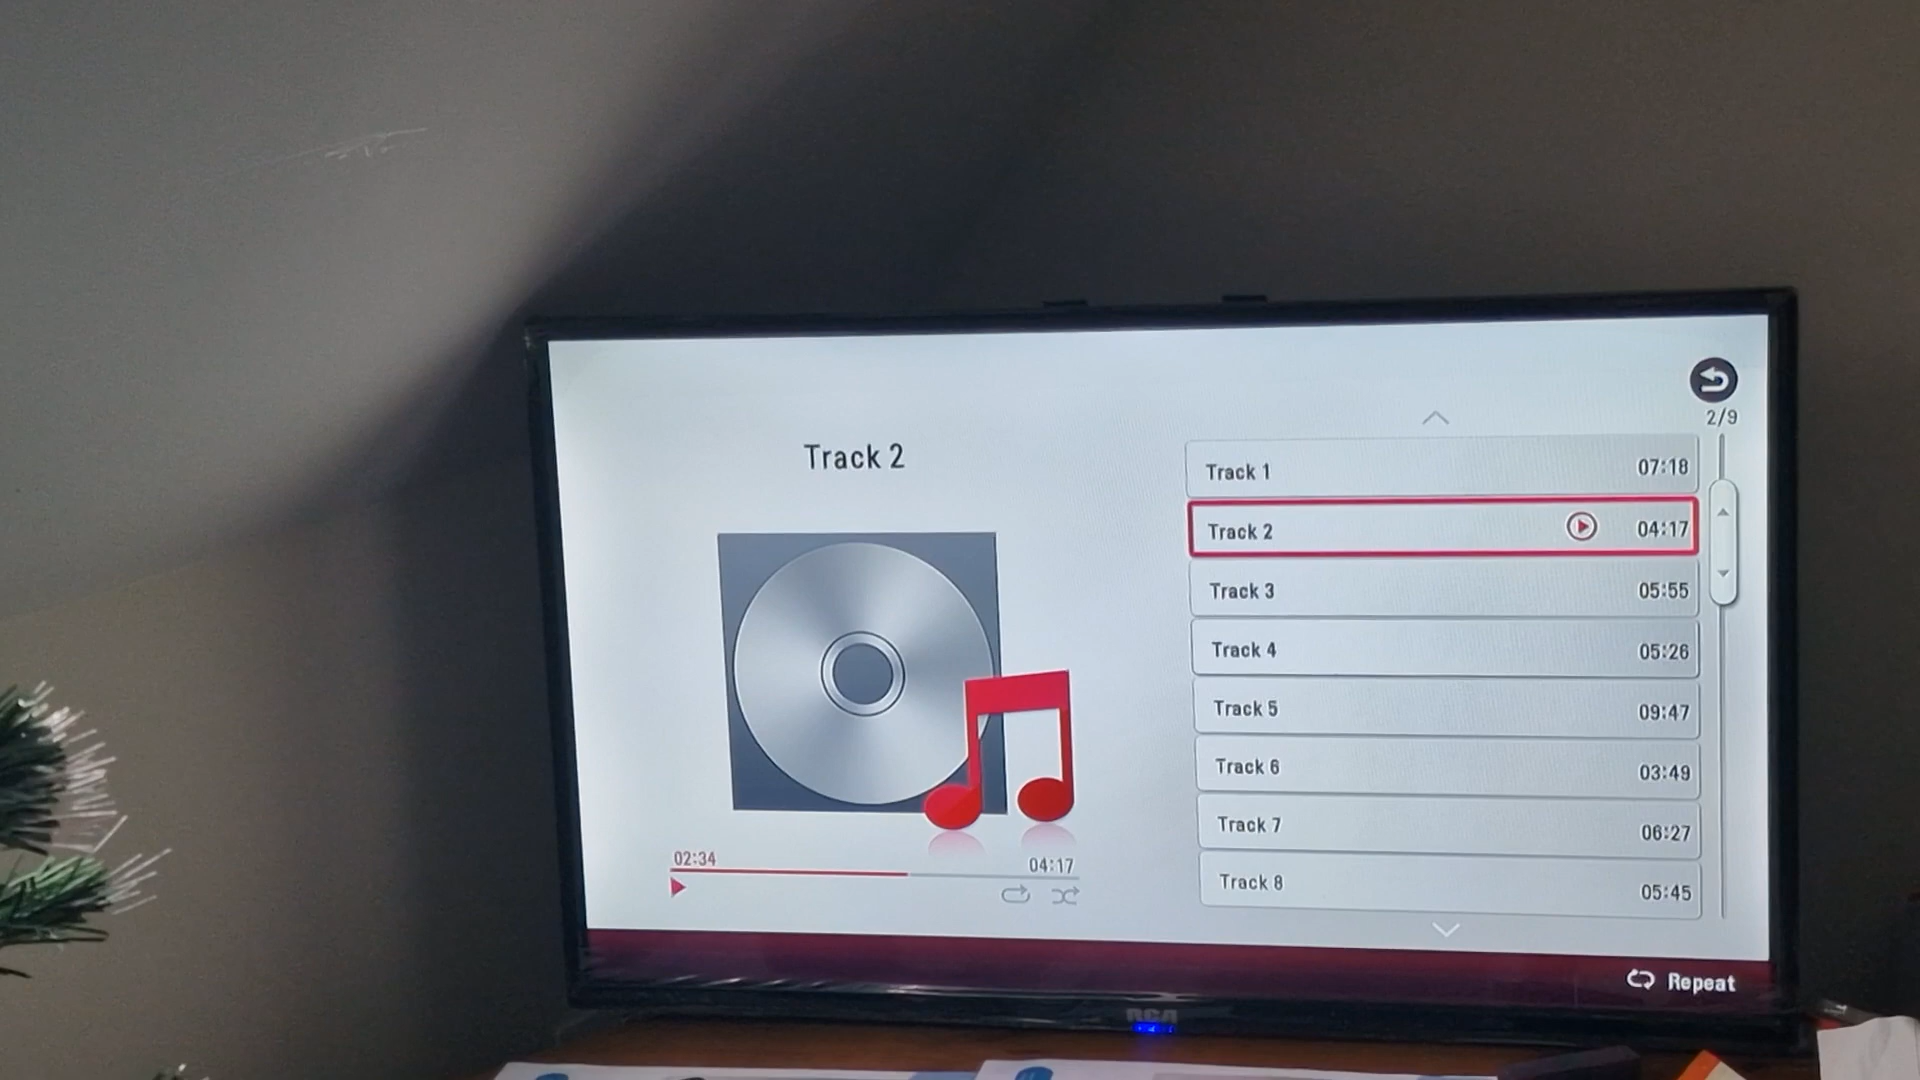 2/9
Track 2
Track 1 07:18
Track 2 04:17
Track 3 05:55
Track 4 05:26
Track 5 09:47
Track 6 03:49
Track 7 06:27
Track 8 05:45
02:34 04:17
Repeat
RCA